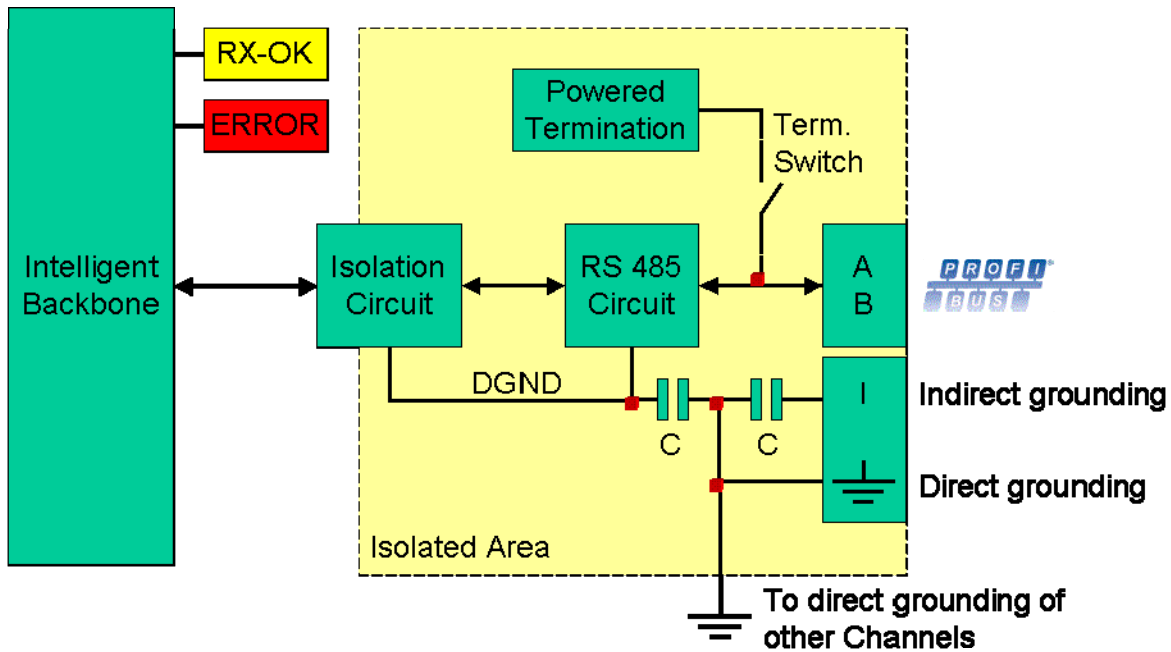 RX-OK
ERROR
Powered
Termination
Term.
Switch
Intelligent
Backbone
Isolation
Circuit
RS 485
Circuit
A
B
PROFI®
BUS
DGND
C
C
I
Indirect grounding
Direct grounding
Isolated Area
To direct grounding of
other Channels